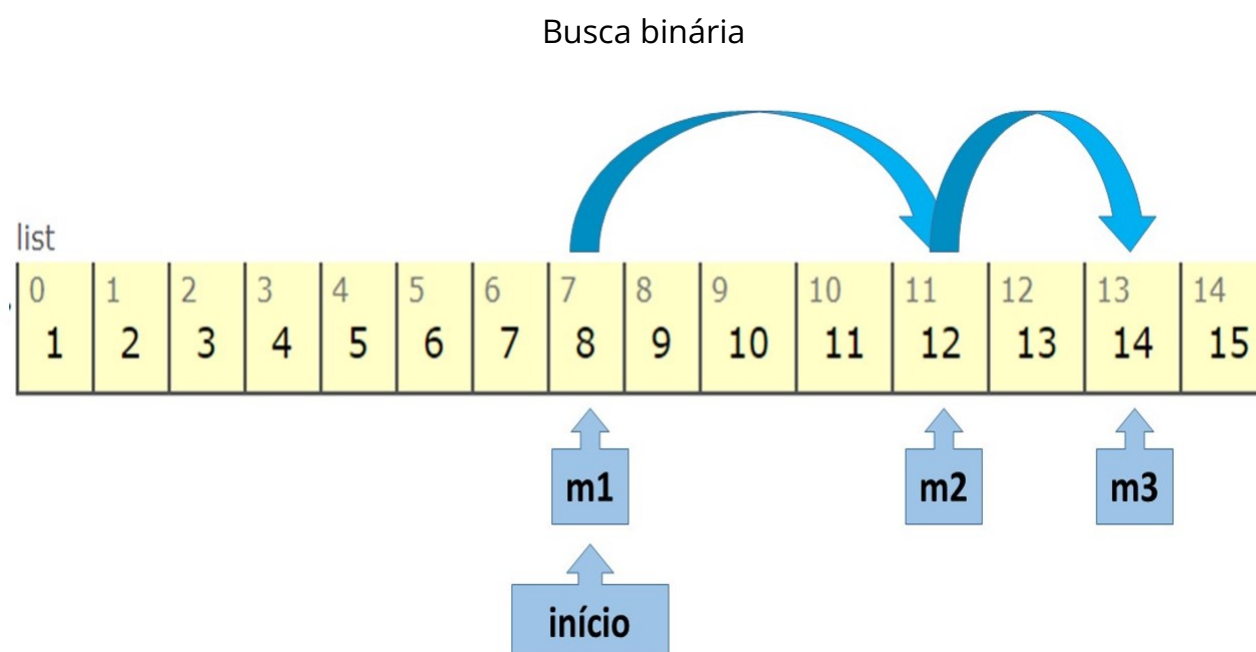 Busca binária
list
0 1 2 3 4 5 6 7 8 9 10 11 12 13 14
1 2 3 4 5 6 7 8 9 10 11 12 13 14 15
m1 m2 m3
início